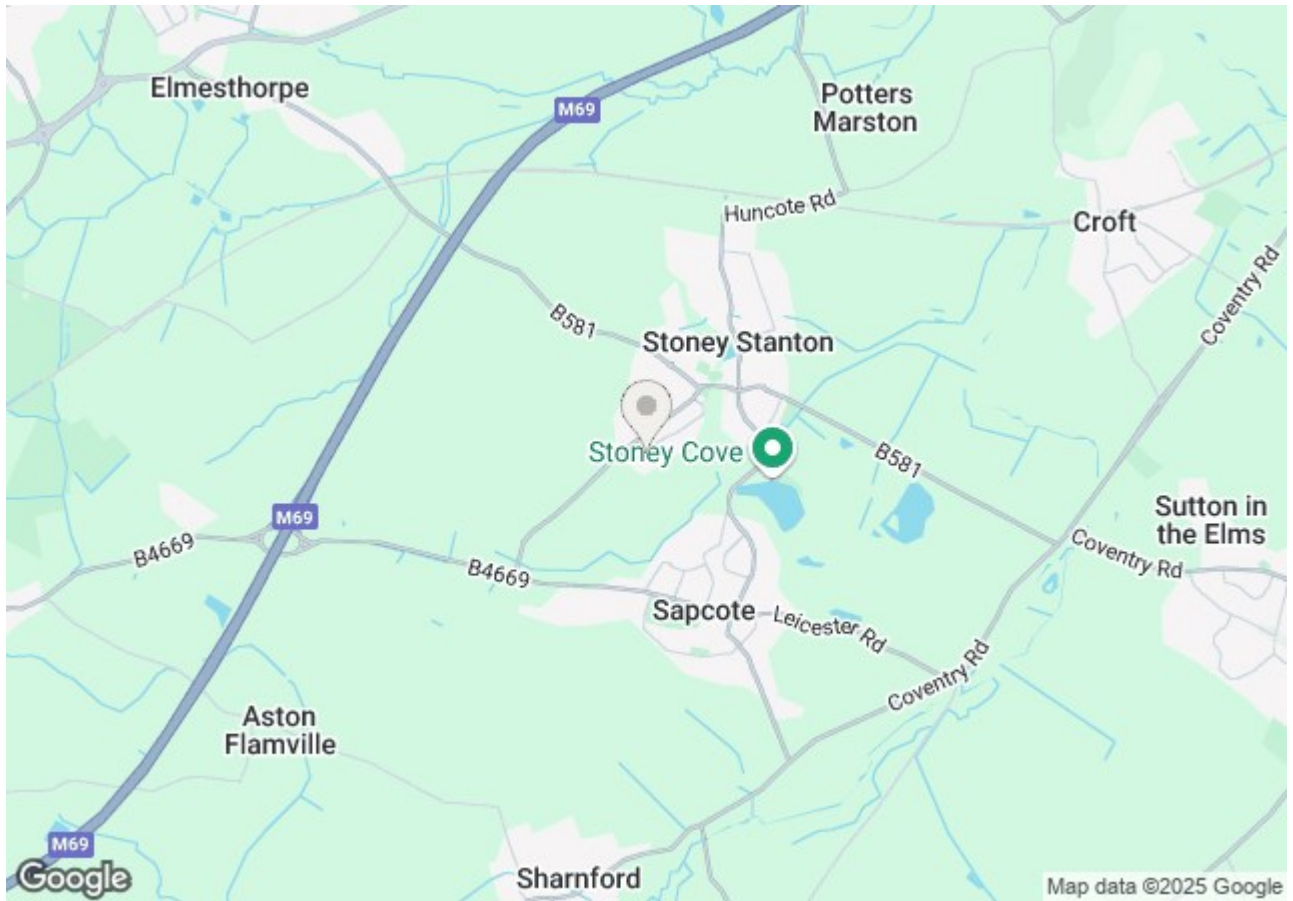 Elmesthorpe
M69
Potters
Marston
Huncote Rd
Croft
Coventry Rd
B581
Stoney Stanton
Stoney Cove
B581
M69
Sutton in
the Elms
B4669
Coventry Rd
B4669
Sapcote
Leicester Rd
Coventry Rd
Aston
Flamville
M69
Sharnford
Google
Map data ©2025 Google